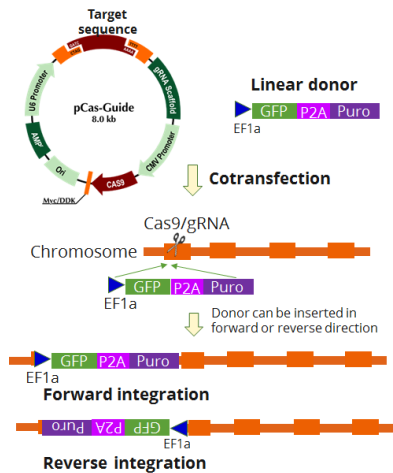 Target
sequence
U6 Promoter
gRNA Scaffold
pCas-Guide
8.0 kb
AMP
CMV Promoter
Ori
CAS9
Myc/DDK
Linear donor
GFP P2A Puro
EF1a
Cotransfection
Cas9/gRNA
Chromosome
GFP P2A Puro
EF1a
Donor can be inserted in
forward or reverse direction
GFP P2A Puro
EF1a
Forward integration
Puro P2A GFP
EF1a
Reverse integration